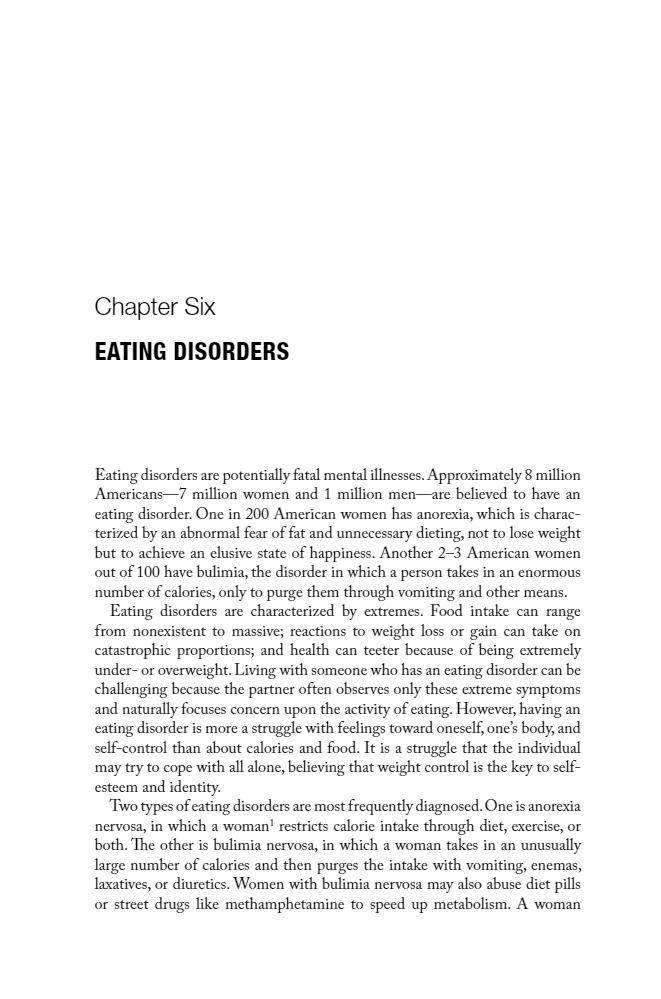 Chapter Six
EATING DISORDERS
Eating disorders are potentially fatal mental illnesses. Approximately 8 million
Americans—7 million women and 1 million men—are believed to have an
eating disorder. One in 200 American women has anorexia, which is charac-
terized by an abnormal fear of fat and unnecessary dieting, not to lose weight
but to achieve an elusive state of happiness. Another 2–3 American women
out of 100 have bulimia, the disorder in which a person takes in an enormous
number of calories, only to purge them through vomiting and other means.
Eating disorders are characterized by extremes. Food intake can range
from nonexistent to massive; reactions to weight loss or gain can take on
catastrophic proportions; and health can teeter because of being extremely
under- or overweight. Living with someone who has an eating disorder can be
challenging because the partner often observes only these extreme symptoms
and naturally focuses concern upon the activity of eating. However, having an
eating disorder is more a struggle with feelings toward oneself, one’s body, and
self-control than about calories and food. It is a struggle that the individual
may try to cope with all alone, believing that weight control is the key to self-
esteem and identity.
Two types of eating disorders are most frequently diagnosed. One is anorexia
nervosa, in which a woman¹ restricts calorie intake through diet, exercise, or
both. The other is bulimia nervosa, in which a woman takes in an unusually
large number of calories and then purges the intake with vomiting, enemas,
laxatives, or diuretics. Women with bulimia nervosa may also abuse diet pills
or street drugs like methamphetamine to speed up metabolism. A woman